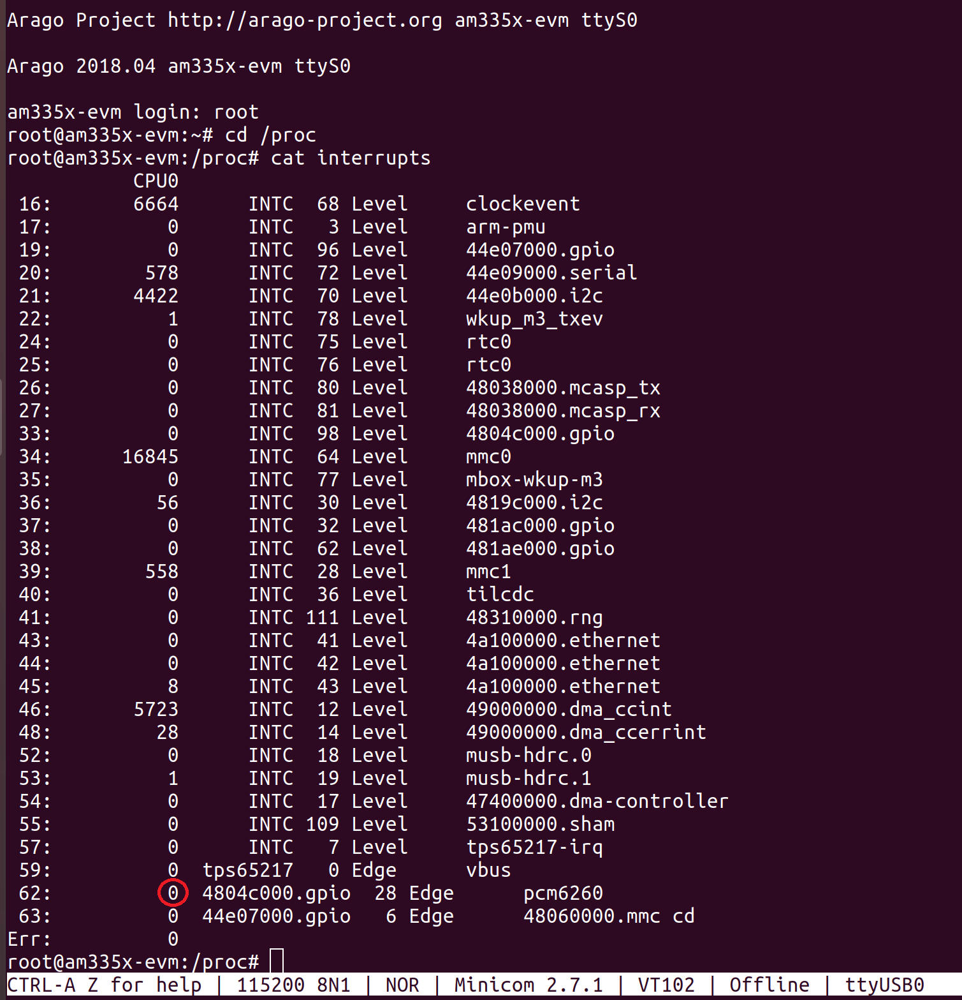 Arago Project http://arago-project.org am335x-evm ttyS0
Arago 2018.04 am335x-evm ttyS0
am335x-evm login: root
root@am335x-evm:~# cd /proc
root@am335x-evm:/proc# cat interrupts
           CPU0
 16:       6664      INTC  68 Level     clockevent
 17:          0      INTC   3 Level     arm-pmu
 19:          0      INTC  96 Level     44e07000.gpio
 20:        578      INTC  72 Level     44e09000.serial
 21:       4422      INTC  70 Level     44e0b000.i2c
 22:          1      INTC  78 Level     wkup_m3_txev
 24:          0      INTC  75 Level     rtc0
 25:          0      INTC  76 Level     rtc0
 26:          0      INTC  80 Level     48038000.mcasp_tx
 27:          0      INTC  81 Level     48038000.mcasp_rx
 33:          0      INTC  98 Level     4804c000.gpio
 34:      16845      INTC  64 Level     mmc0
 35:          0      INTC  77 Level     mbox-wkup-m3
 36:         56      INTC  30 Level     4819c000.i2c
 37:          0      INTC  32 Level     481ac000.gpio
 38:          0      INTC  62 Level     481ae000.gpio
 39:        558      INTC  28 Level     mmc1
 40:          0      INTC  36 Level     tilcdc
 41:          0      INTC 111 Level     48310000.rng
 43:          0      INTC  41 Level     4a100000.ethernet
 44:          0      INTC  42 Level     4a100000.ethernet
 45:          8      INTC  43 Level     4a100000.ethernet
 46:       5723      INTC  12 Level     49000000.dma_ccint
 48:         28      INTC  14 Level     49000000.dma_ccerrint
 52:          0      INTC  18 Level     musb-hdrc.0
 53:          1      INTC  19 Level     musb-hdrc.1
 54:          0      INTC  17 Level     47400000.dma-controller
 55:          0      INTC 109 Level     53100000.sham
 57:          0      INTC   7 Level     tps65217-irq
 59:          0  tps65217   0 Edge      vbus
 62:          0  4804c000.gpio  28 Edge      pcm6260
 63:          0  44e07000.gpio   6 Edge      48060000.mmc cd
Err:          0
root@am335x-evm:/proc#
CTRL-A Z for help | 115200 8N1 | NOR | Minicom 2.7.1 | VT102 | Offline | ttyUSB0